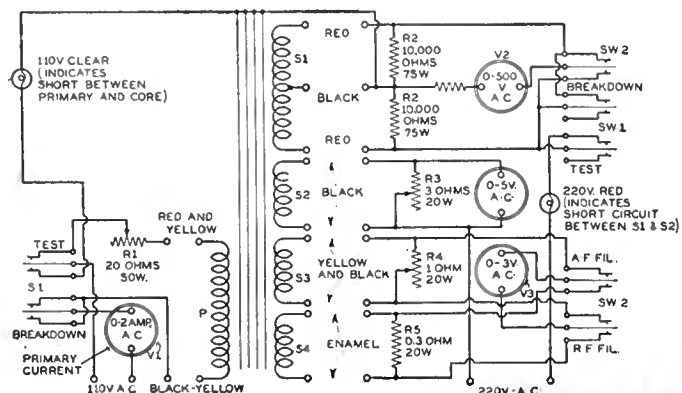 110V CLEAR
(INDICATES
SHORT BETWEEN
PRIMARY AND CORE)
RED
S1
BLACK
RED
R2
10,000
OHMS
75W
R2
10,000
OHMS
75W
V2
0-500
V
A C
SW 2
BREAKDOWN
SW1
TEST
S2
BLACK
R3
3 OHMS
20W
0-5V.
A.C.
220V. RED
(INDICATES
SHORT CIRCUIT
BETWEEN S1 & S2)
TEST
S1
BREAKDOWN
R1
20 OHMS
50W.
RED AND
YELLOW
P
S3
YELLOW
AND BLACK
R4
1 OHM
20W
0-3V
A C.
V3
A·F FIL.
SW 2
R·F FIL.
0-2AMP.
A C
V1
PRIMARY
CURRENT
110V A C
BLACK-YELLOW
S4
ENAMEL
R5
0.3 OHM
20W
220V.-A.C.